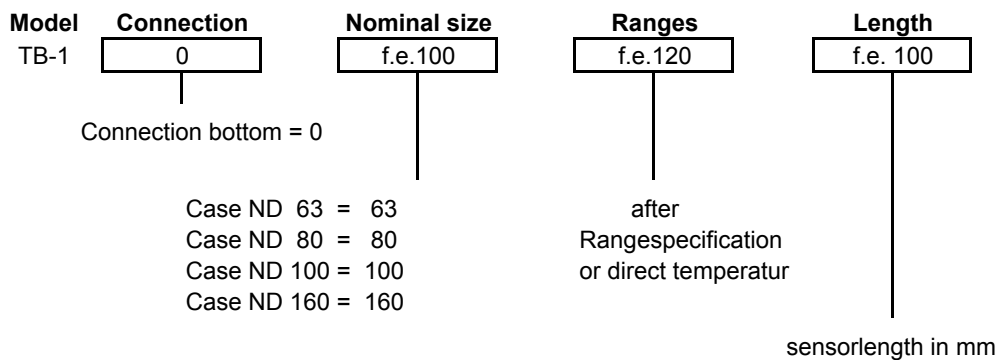 Model Connection Nominal size Ranges Length
TB-1 0 f.e.100 f.e.120 f.e. 100
Connection bottom = 0
Case ND 63 = 63 after
Case ND 80 = 80 Rangespecification
Case ND 100 = 100 or direct temperatur
Case ND 160 = 160
sensorlength in mm